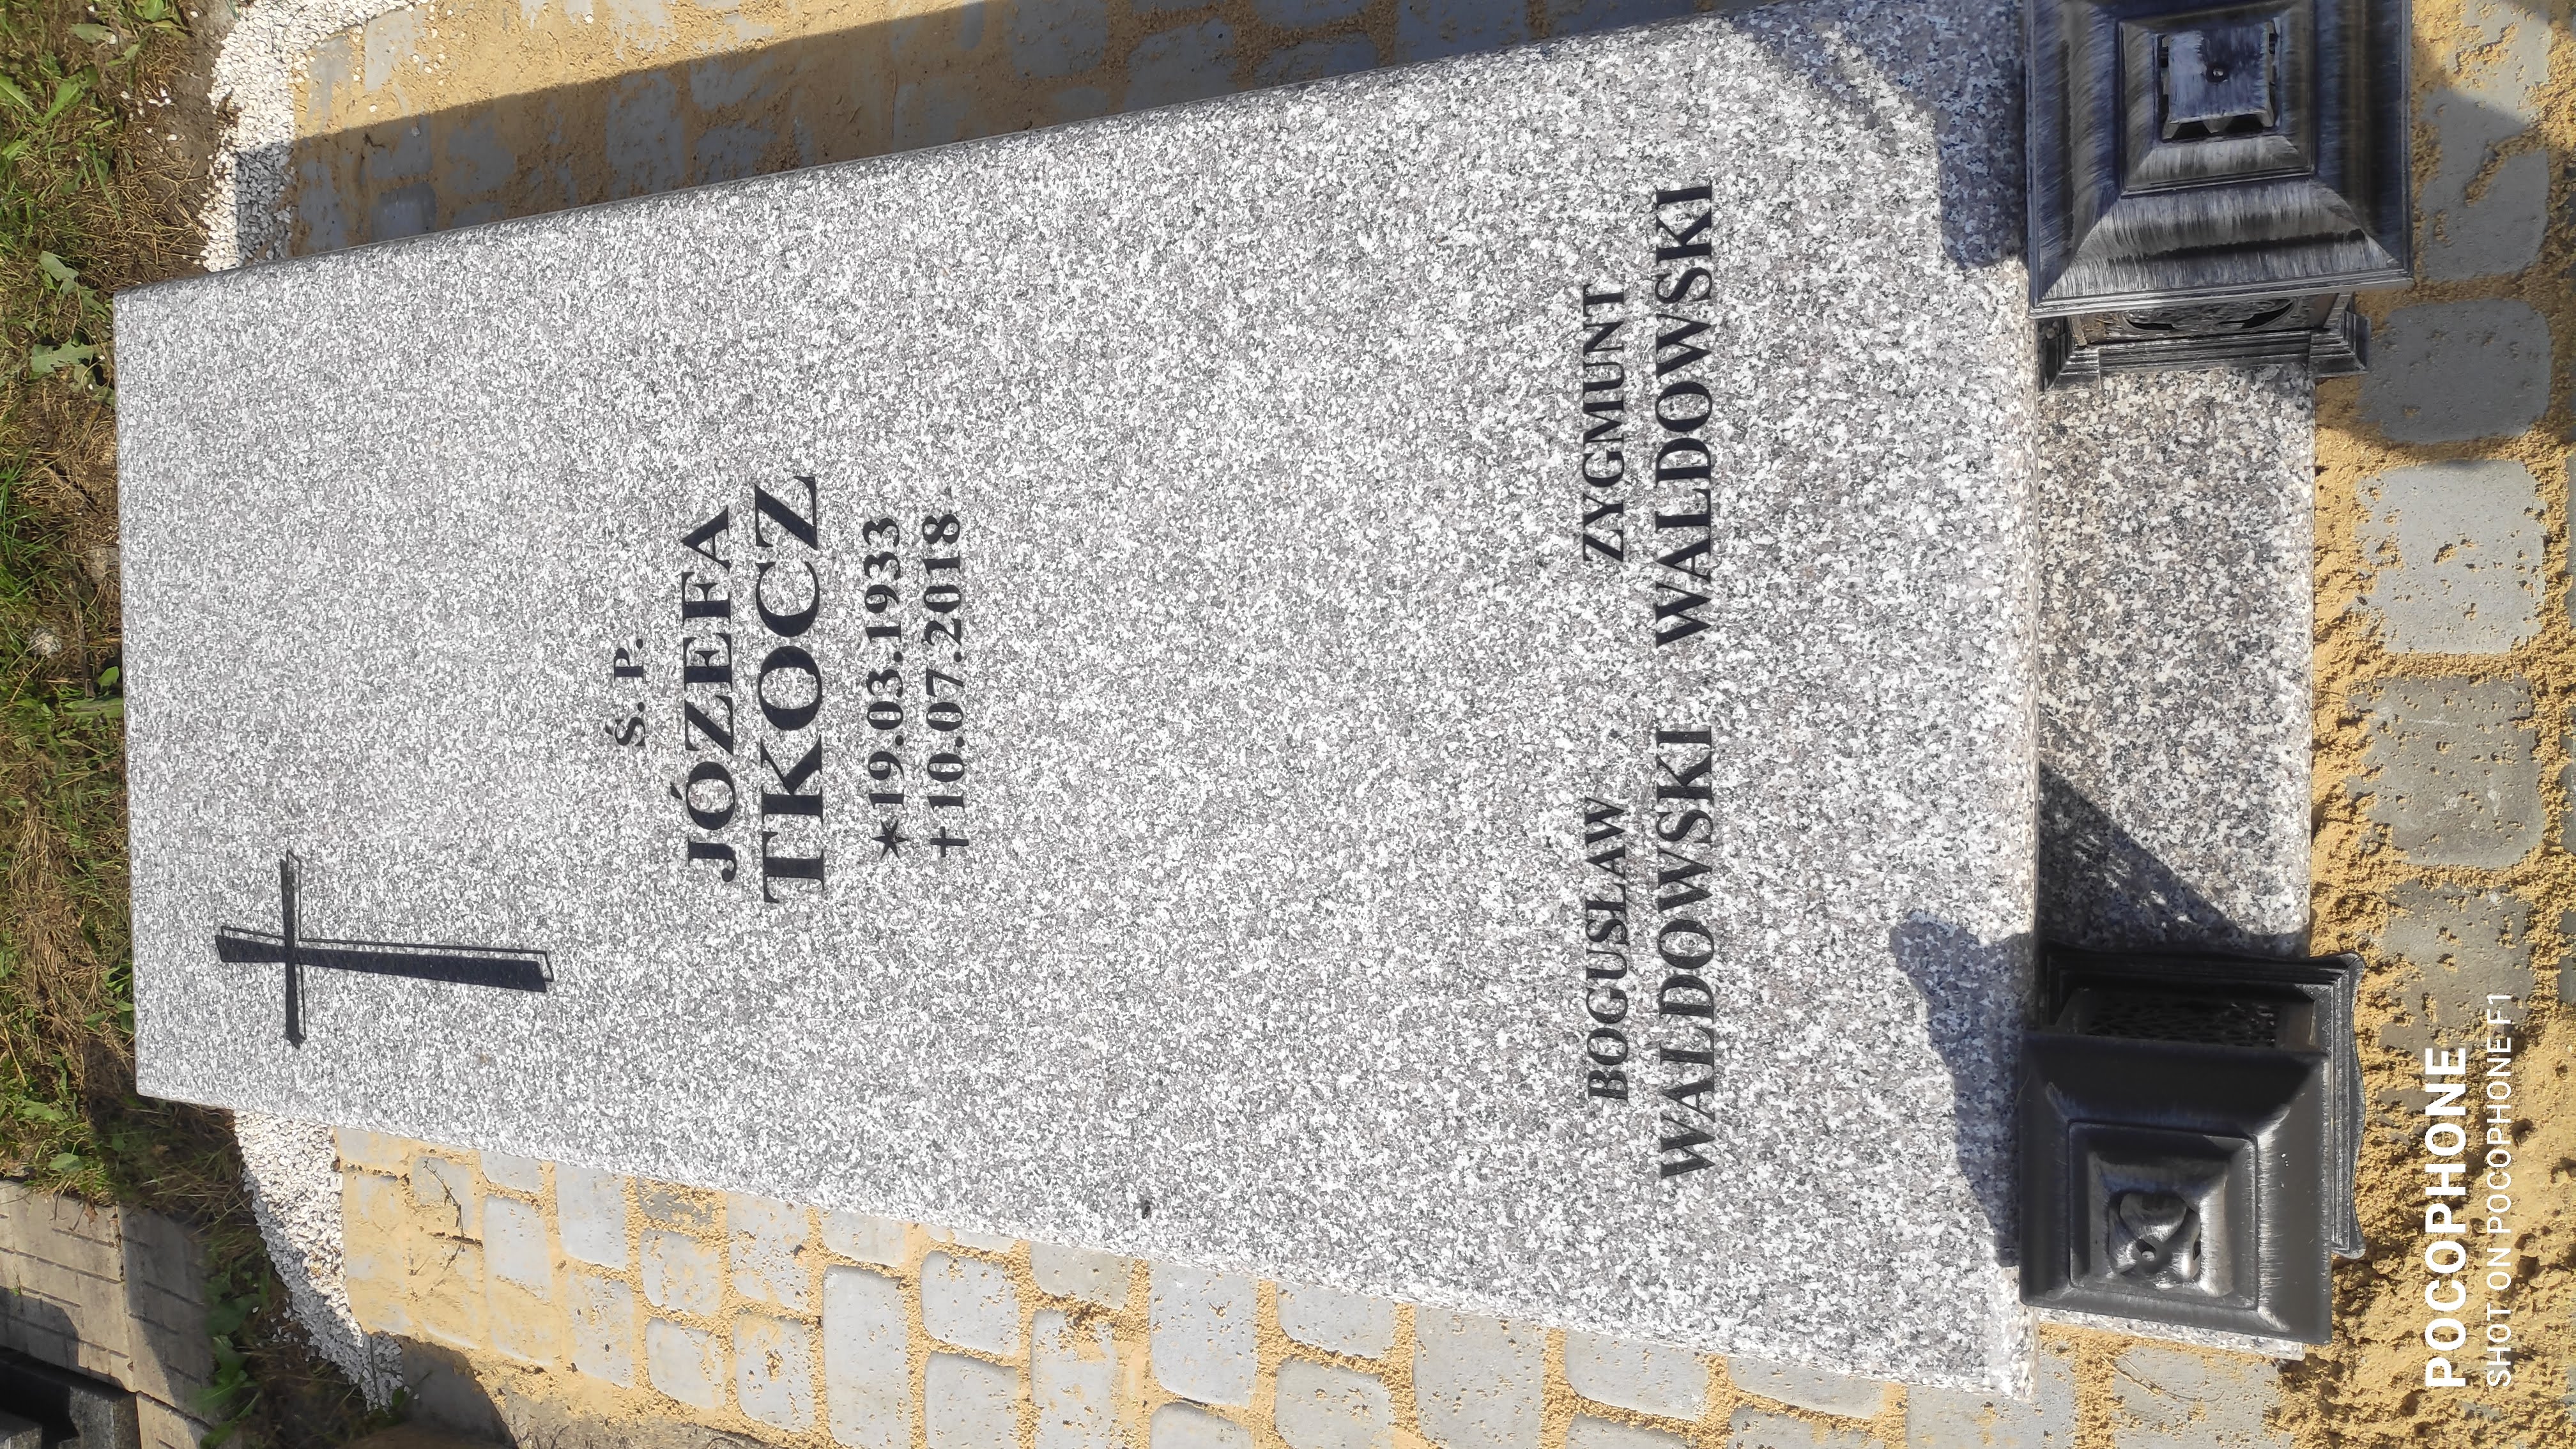 Ś. P.
JÓZEFA
TKOCZ
*19.03.1933
†10.07.2018
BOGUSŁAW ZYGMUNT
WALDOWSKI WALDOWSKI
POCOPHONE
SHOT ON POCOPHONE F1